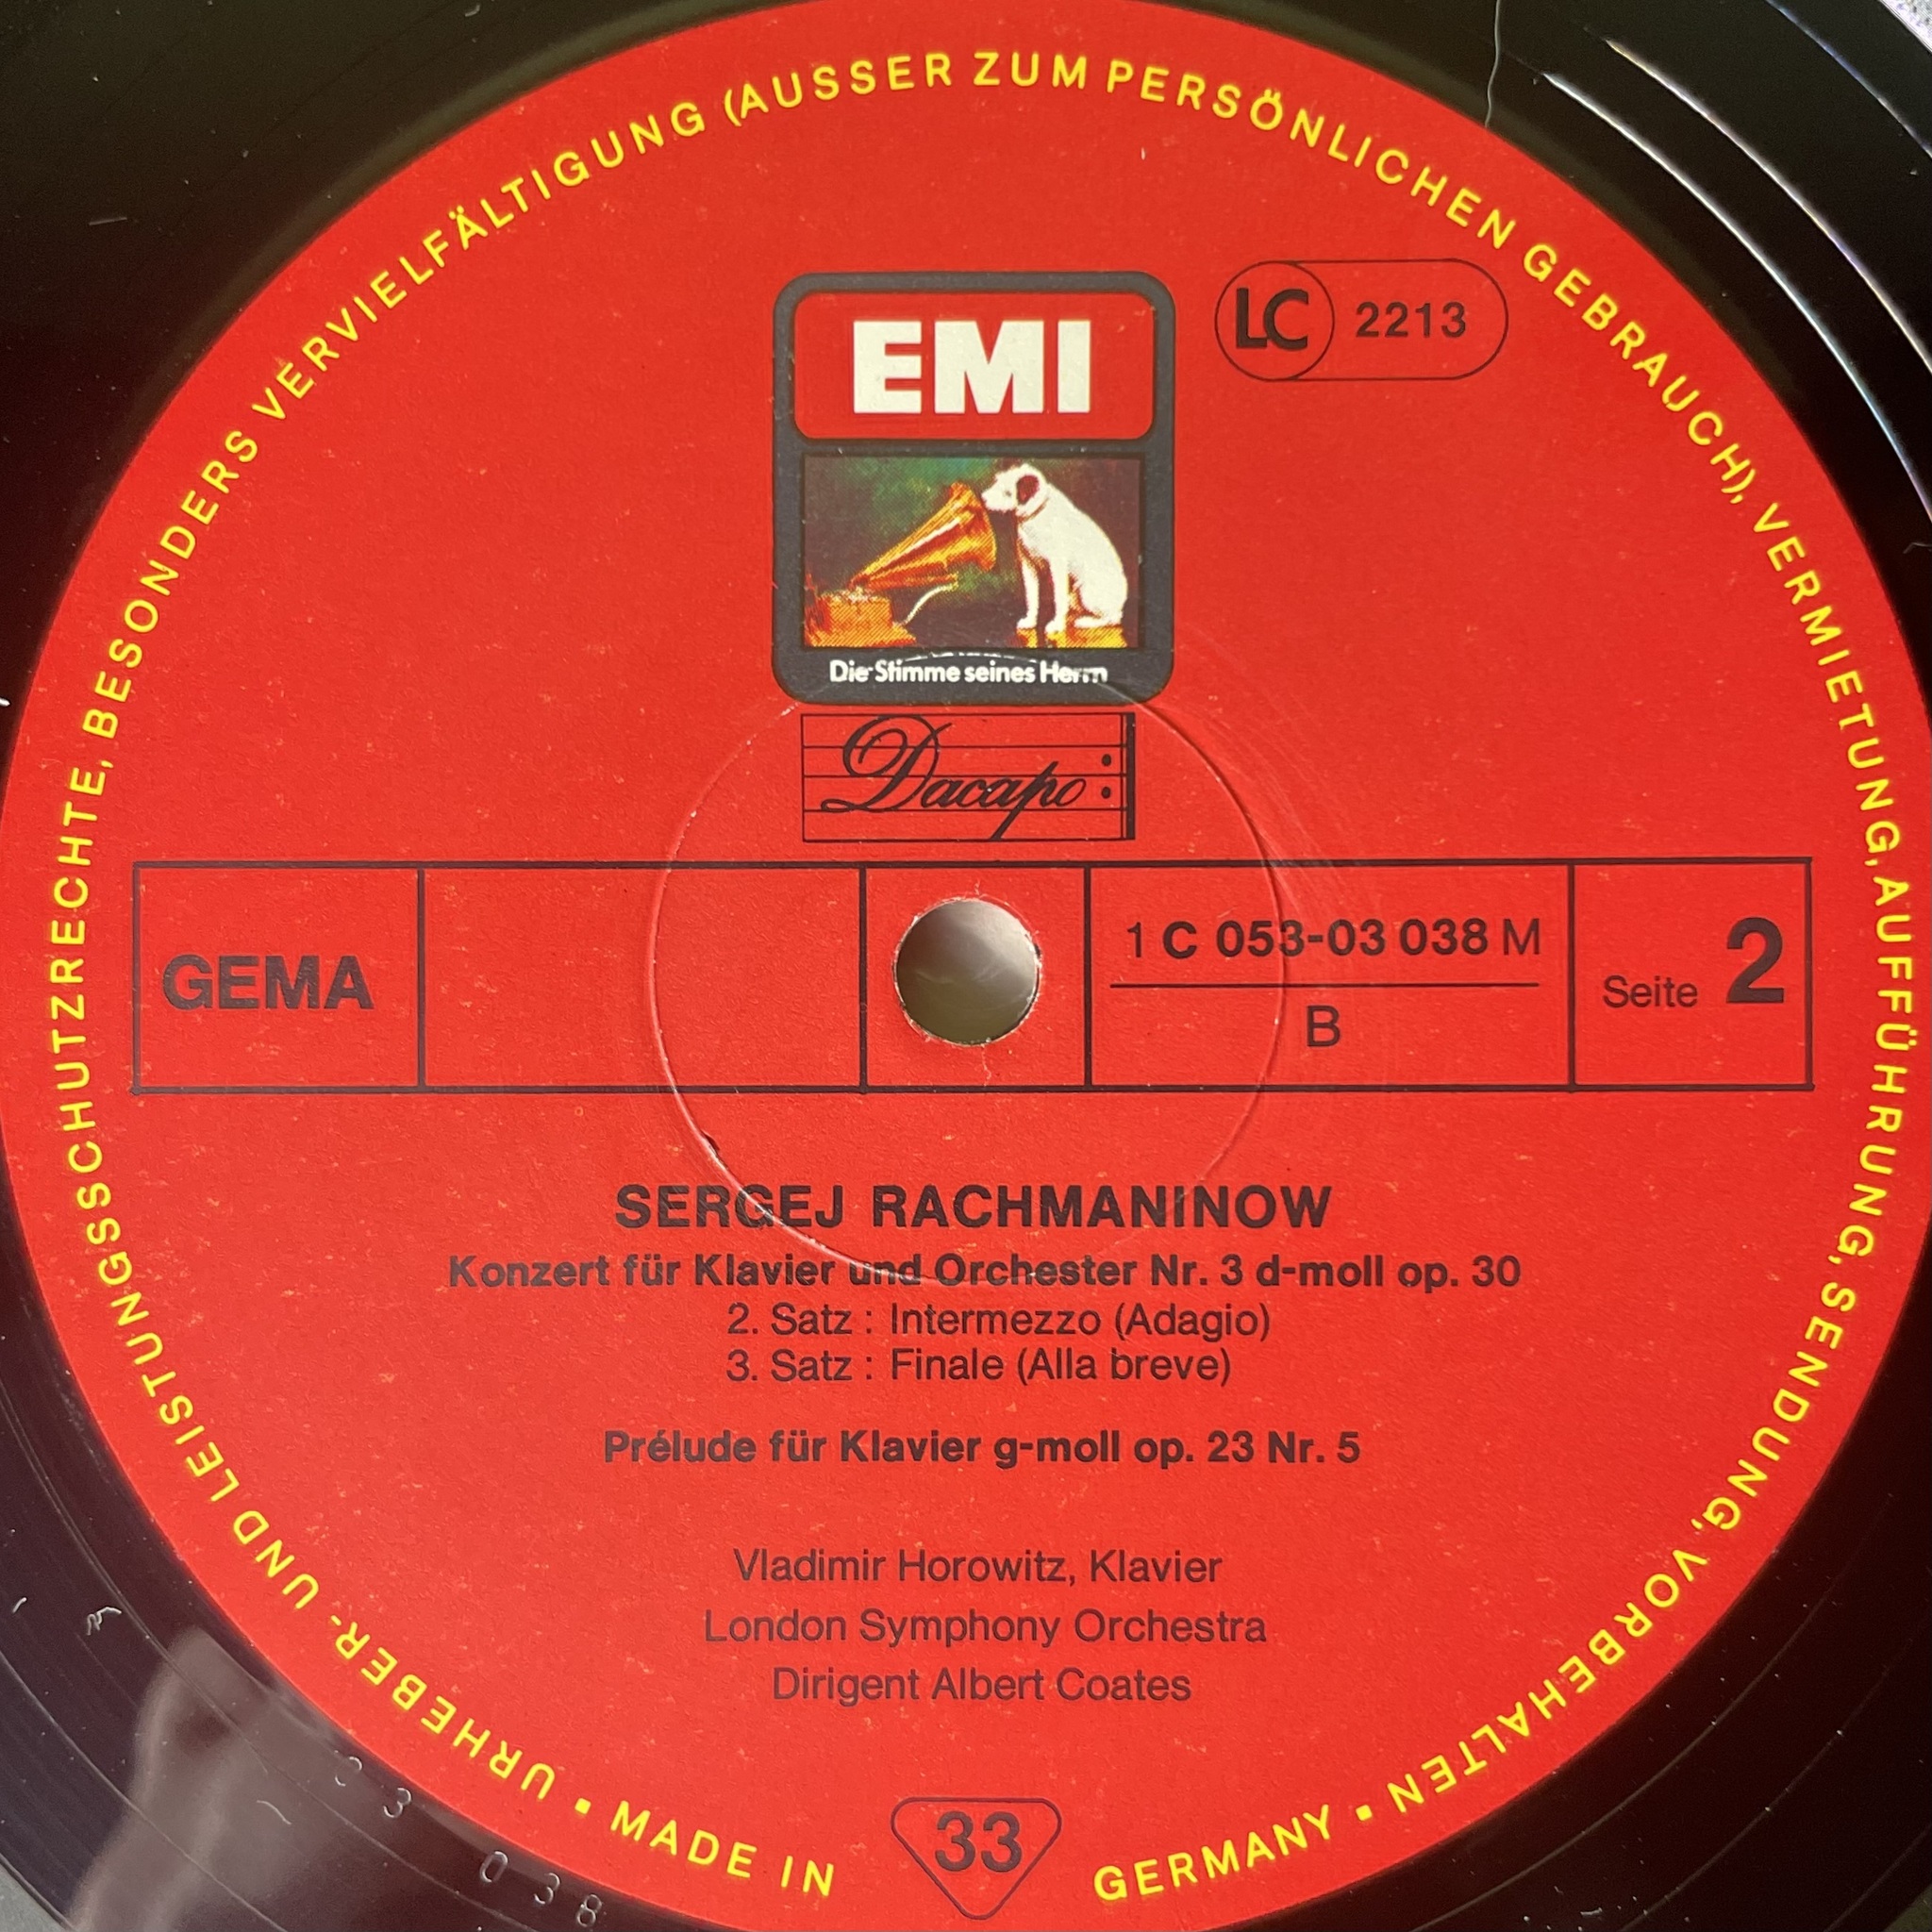 URHEBER- UND LEISTUNGSSCHUTZRECHTE, BESONDERS VERVIELFÄLTIGUNG (AUSSER ZUM PERSÖNLICHEN GEBRAUCH), VERMIETUNG, AUFFÜHRUNG, SENDUNG, VORBEHALTEN
EMI
LC 2213
Die Stimme seines Herrn
Dacapo
GEMA
1 C 053-03 038 M
B
Seite 2
SERGEJ RACHMANINOW
Konzert für Klavier und Orchester Nr. 3 d-moll op. 30
2. Satz : Intermezzo (Adagio)
3. Satz : Finale (Alla breve)
Prélude für Klavier g-moll op. 23 Nr. 5
Vladimir Horowitz, Klavier
London Symphony Orchestra
Dirigent Albert Coates
33
• MADE IN GERMANY •
03 038